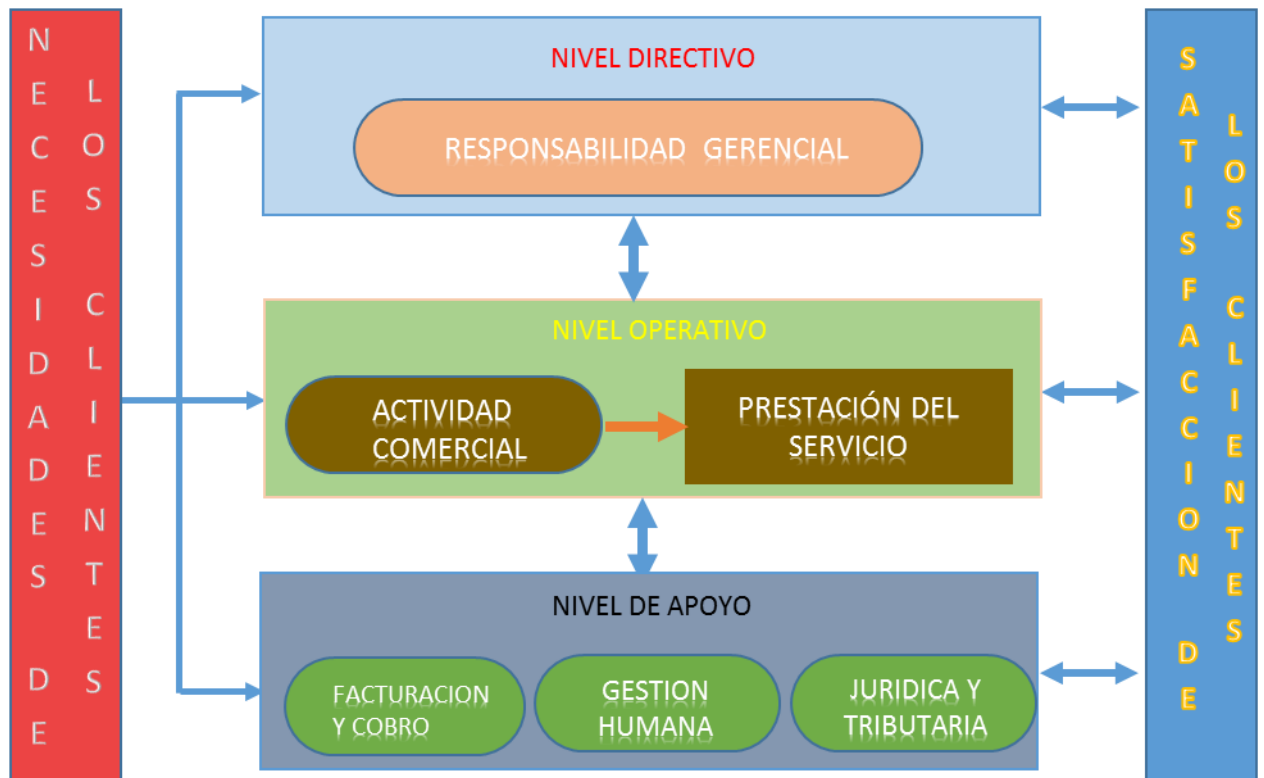 NECESIDADES DE
LOS CLIENTES
NIVEL DIRECTIVO
RESPONSABILIDAD GERENCIAL
NIVEL OPERATIVO
ACTIVIDAD
COMERCIAL
PRESTACIÓN DEL
SERVICIO
NIVEL DE APOYO
FACTURACION
Y COBRO
GESTION
HUMANA
JURIDICA Y
TRIBUTARIA
SATISFACCION DE
LOS CLIENTES